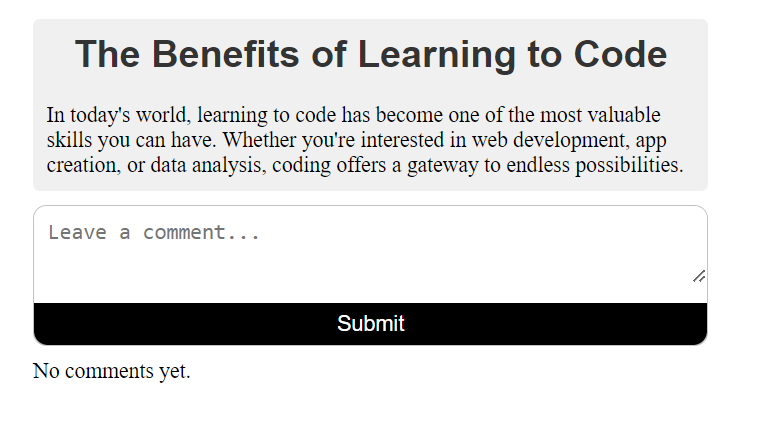 The Benefits of Learning to Code
In today's world, learning to code has become one of the most valuable
skills you can have. Whether you're interested in web development, app
creation, or data analysis, coding offers a gateway to endless possibilities.
Leave a comment...
Submit
No comments yet.